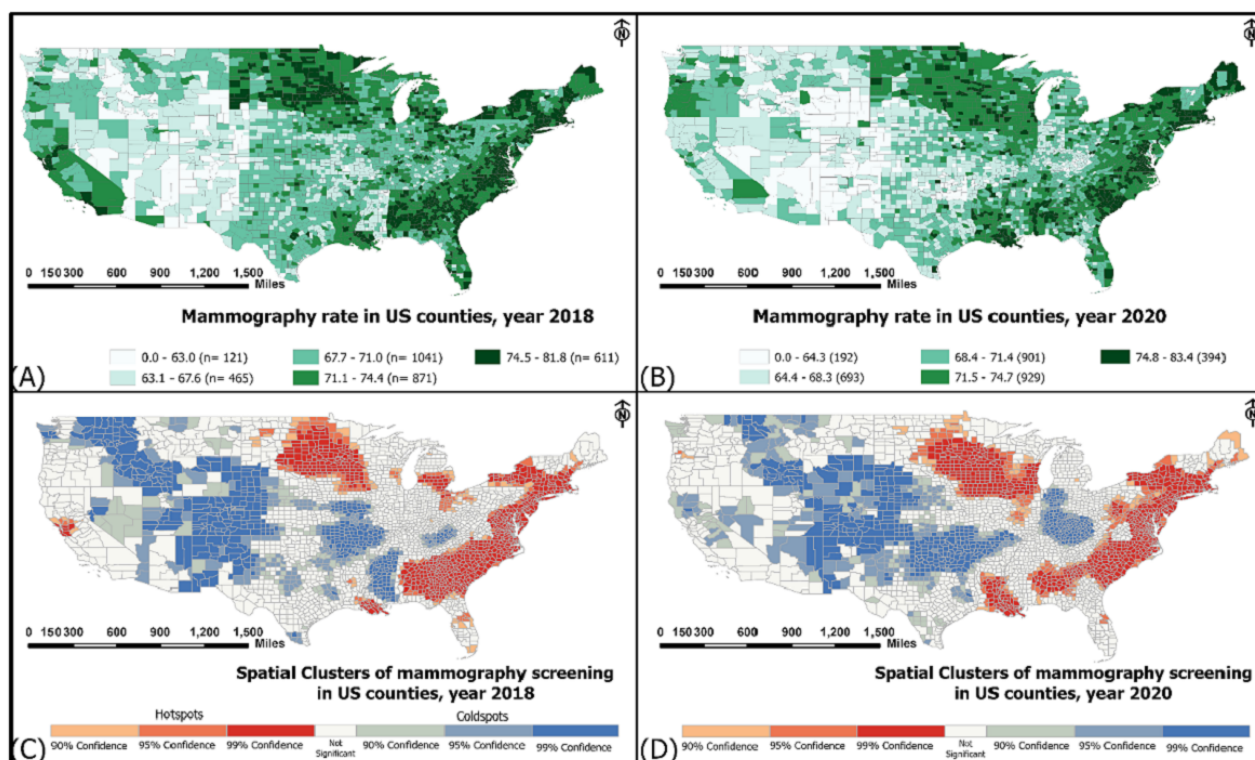 N
0 150 300 600 900 1,200 1,500
Miles
Mammography rate in US counties, year 2018
0.0 - 63.0 (n= 121)
67.7 - 71.0 (n= 1041)
74.5 - 81.8 (n= 611)
63.1 - 67.6 (n= 465)
71.1 - 74.4 (n= 871)
(A)
N
0 150 300 600 900 1,200 1,500
Miles
Mammography rate in US counties, year 2020
0.0 - 64.3 (192)
68.4 - 71.4 (901)
74.8 - 83.4 (394)
64.4 - 68.3 (693)
71.5 - 74.7 (929)
(B)
N
0 150 300 600 900 1,200 1,500
Miles
Spatial Clusters of mammography screening
in US counties, year 2018
Hotspots
Coldspots
90% Confidence
95% Confidence
99% Confidence
Not
Significant
90% Confidence
95% Confidence
99% Confidence
(C)
N
0 150 300 600 900 1,200 1,500
Miles
Spatial Clusters of mammography screening
in US counties, year 2020
90% Confidence
95% Confidence
99% Confidence
Not
Significant
90% Confidence
95% Confidence
99% Confidence
(D)